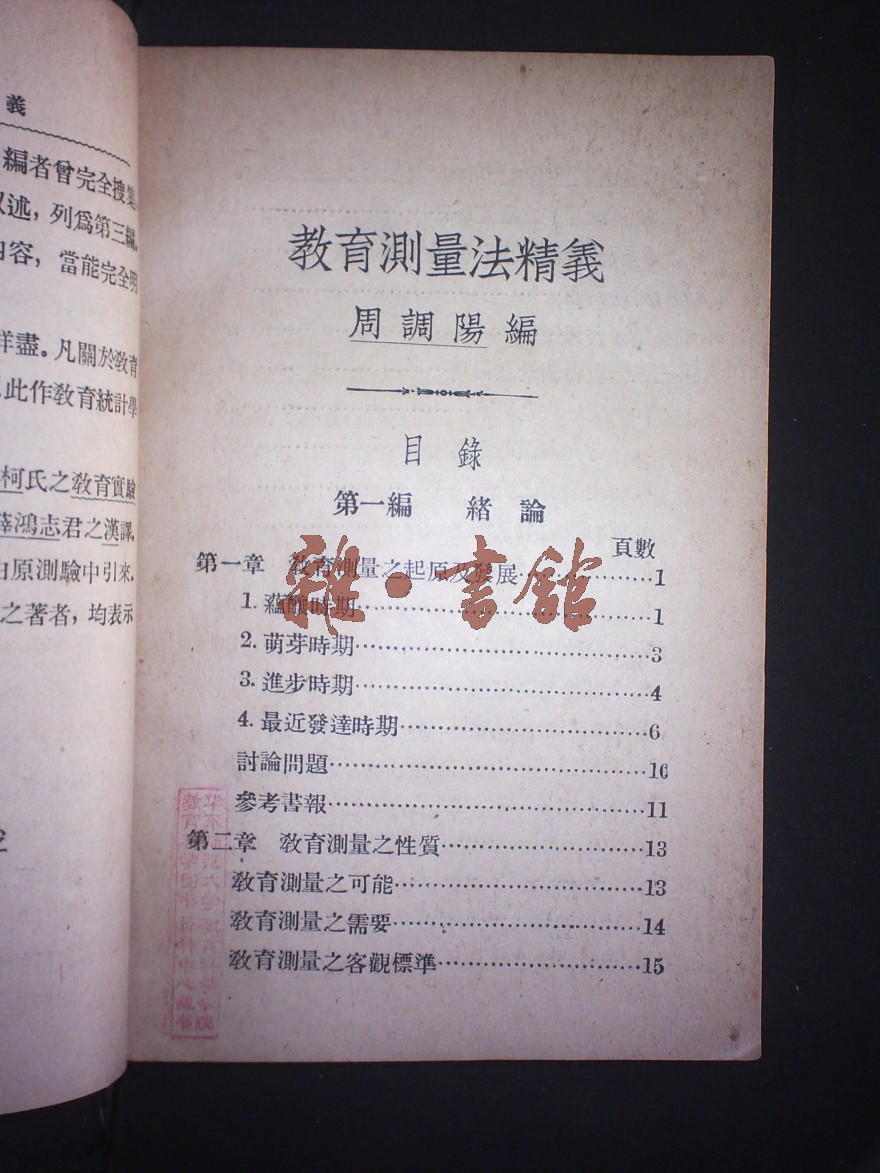 義
編者曾完全搜集
述，列爲第三編。
容，當能完全明
詳盡。凡關於教育
此作教育統計學
柯氏之教育實驗
薛鴻志君之漢譯．
由原測驗中引來．
之著者，均表示
教育測量法精義
周調陽編
目錄
第一編 緒論
頁數
第一章 教育測量之起原及發展……………1
1. 蘊釀時期……………1
2. 萌芽時期……………3
3. 進步時期……………4
4. 最近發達時期……………6
討論問題……………10
參考書報……………11
第二章 教育測量之性質……………13
教育測量之可能……………13
教育測量之需要……………14
教育測量之客觀標準……………15
雜·書館